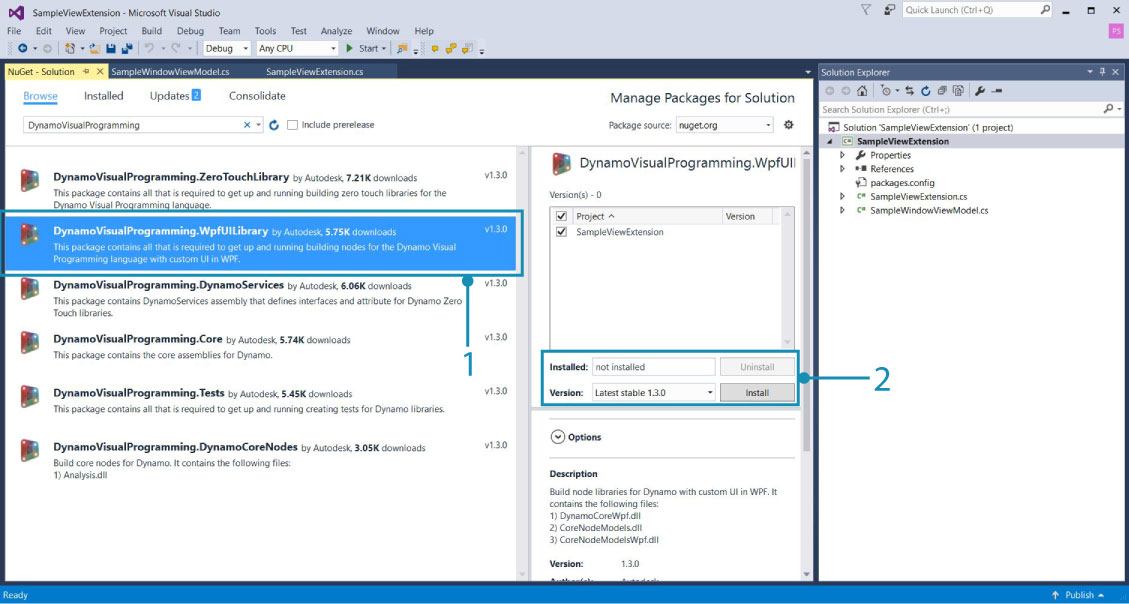 SampleViewExtension - Microsoft Visual Studio
Quick Launch (Ctrl+Q)
File Edit View Project Build Debug Team Tools Test Analyze Window Help
PS
Debug Any CPU Start
NuGet - Solution SampleWindowViewModel.cs SampleViewExtension.cs
Browse Installed Updates 2 Consolidate
Manage Packages for Solution
DynamoVisualProgramming
Include prerelease
Package source: nuget.org
DynamoVisualProgramming.ZeroTouchLibrary by Autodesk, 7.21K downloads v1.3.0
This package contains all that is required to get up and running building zero touch libraries for the
Dynamo Visual Programming language.
DynamoVisualProgramming.WpfUILibrary by Autodesk, 5.75K downloads v1.3.0
This package contains all that is required to get up and running building nodes for the Dynamo Visual
Programming language with custom UI in WPF.
DynamoVisualProgramming.DynamoServices by Autodesk, 6.06K downloads v1.3.0
This package contains DynamoServices assembly that defines interfaces and attribute for Dynamo Zero
Touch libraries.
DynamoVisualProgramming.Core by Autodesk, 5.74K downloads v1.3.0
This package contains the core assemblies for Dynamo.
DynamoVisualProgramming.Tests by Autodesk, 5.45K downloads v1.3.0
This package contains all that is required to get up and running creating tests for Dynamo libraries.
DynamoVisualProgramming.DynamoCoreNodes by Autodesk, 3.05K downloads v1.3.0
Build core nodes for Dynamo. It contains the following files:
1) Analysis.dll
1
DynamoVisualProgramming.WpfUIl
Version(s) - 0
Project Version
SampleViewExtension
Installed: not installed Uninstall
Version: Latest stable 1.3.0 Install
2
Options
Description
Build node libraries for Dynamo with custom UI in WPF. It
contains the following files:
1) DynamoCoreWpf.dll
2) CoreNodeModels.dll
3) CoreNodeModelsWpf.dll
Version: 1.3.0
Author(s): Autodesk
Solution Explorer
Search Solution Explorer (Ctrl+;)
Solution 'SampleViewExtension' (1 project)
C# SampleViewExtension
Properties
References
packages.config
C# SampleViewExtension.cs
C# SampleWindowViewModel.cs
Ready
Publish